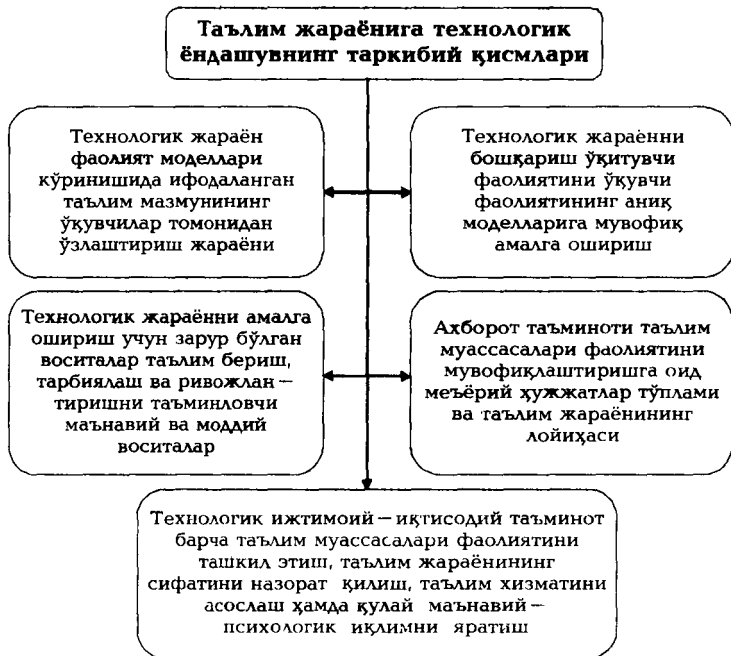 Таълим жараёнига технологик
ёндашувнинг таркибий қисмлари
Технологик жараён
фаолият моделлари
кўринишида ифодаланган
таълим мазмунининг
ўқувчилар томонидан
ўзлаштириш жараёни
Технологик жараённи
бошқариш ўқитувчи
фаолиятини ўқувчи
фаолиятининг аниқ
моделларига мувофиқ
амалга ошириш
Технологик жараённи амалга
ошириш учун зарур бўлган
воситалар таълим бериш,
тарбиялаш ва ривожлан–
тиришни таъминловчи
маънавий ва моддий
воситалар
Ахборот таъминоти таълим
муассасалари фаолиятини
мувофиқлаштиришга оид
меъёрий ҳужжатлар тўплами
ва таълим жараёнининг
лойиҳаси
Технологик ижтимоий–иқтисодий таъминот
барча таълим муассасалари фаолиятини
ташкил этиш, таълим жараёнининг
сифатини назорат қилиш, таълим хизматини
асослаш ҳамда қулай маънавий–
психологик иқлимни яратиш